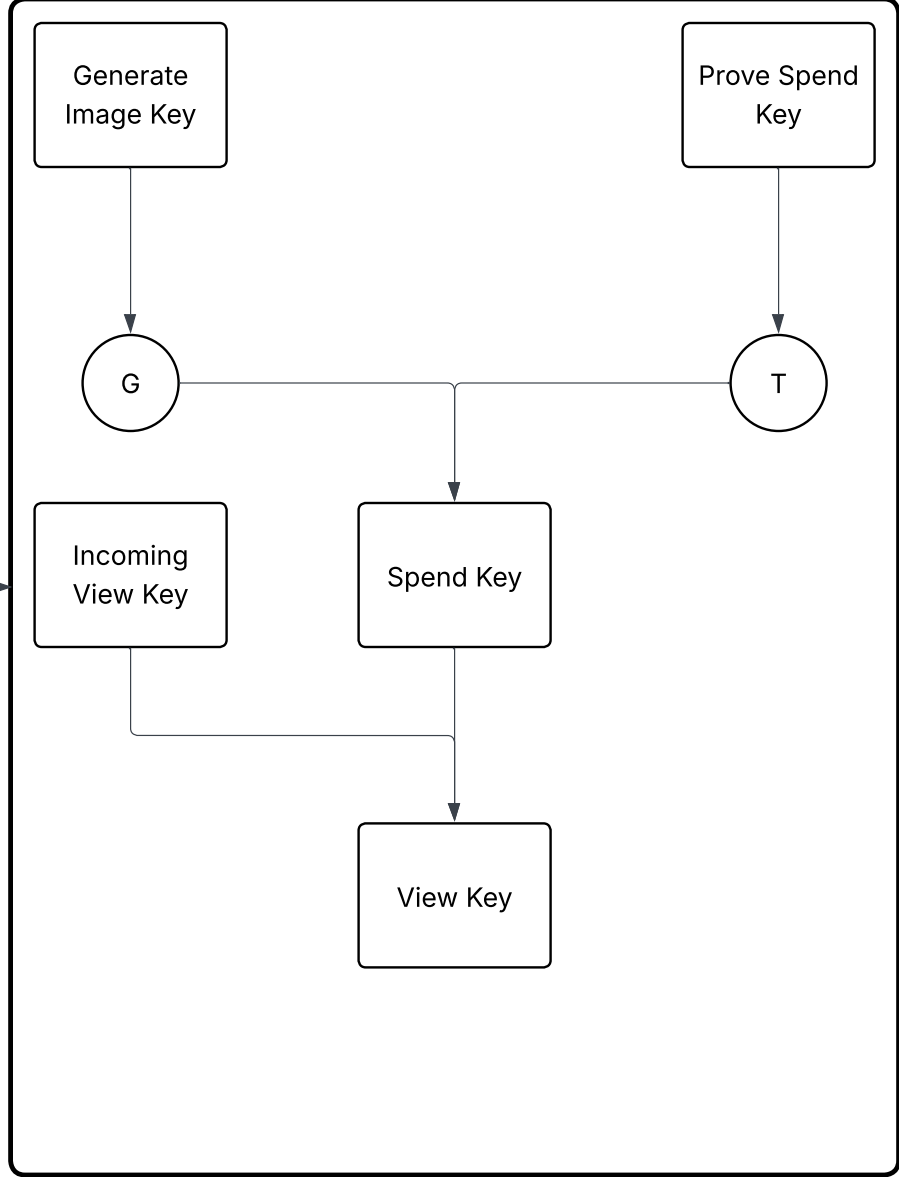 Generate
Image Key
Prove Spend
Key
G
T
Incoming
View Key
Spend Key
View Key